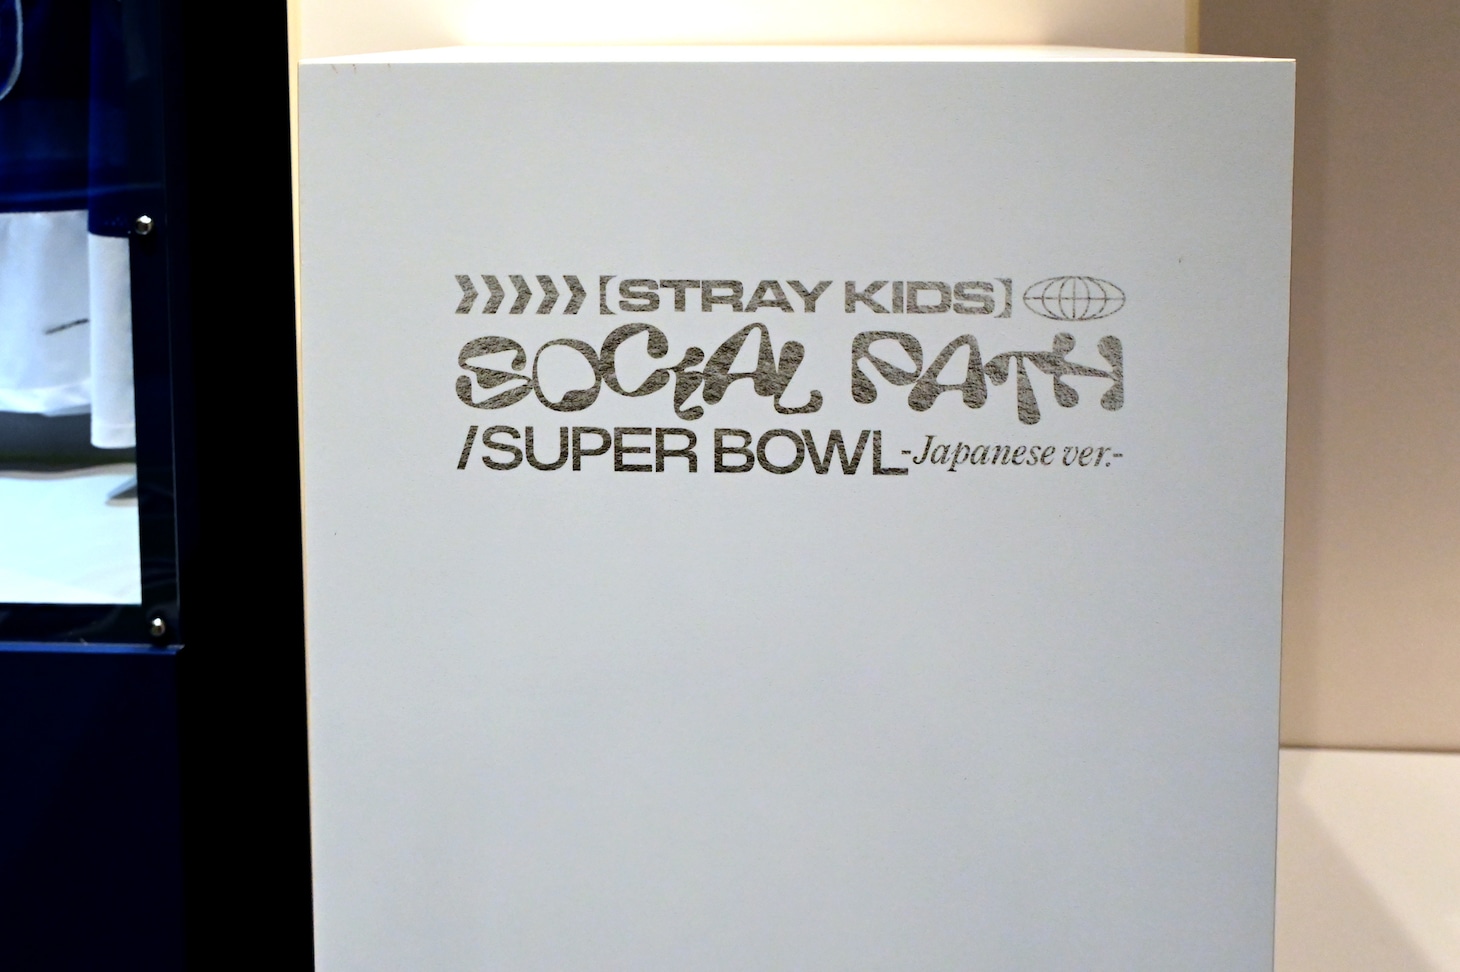 [STRAY KIDS]
SOCIAL PATH
/SUPER BOWL-Japanese ver.-